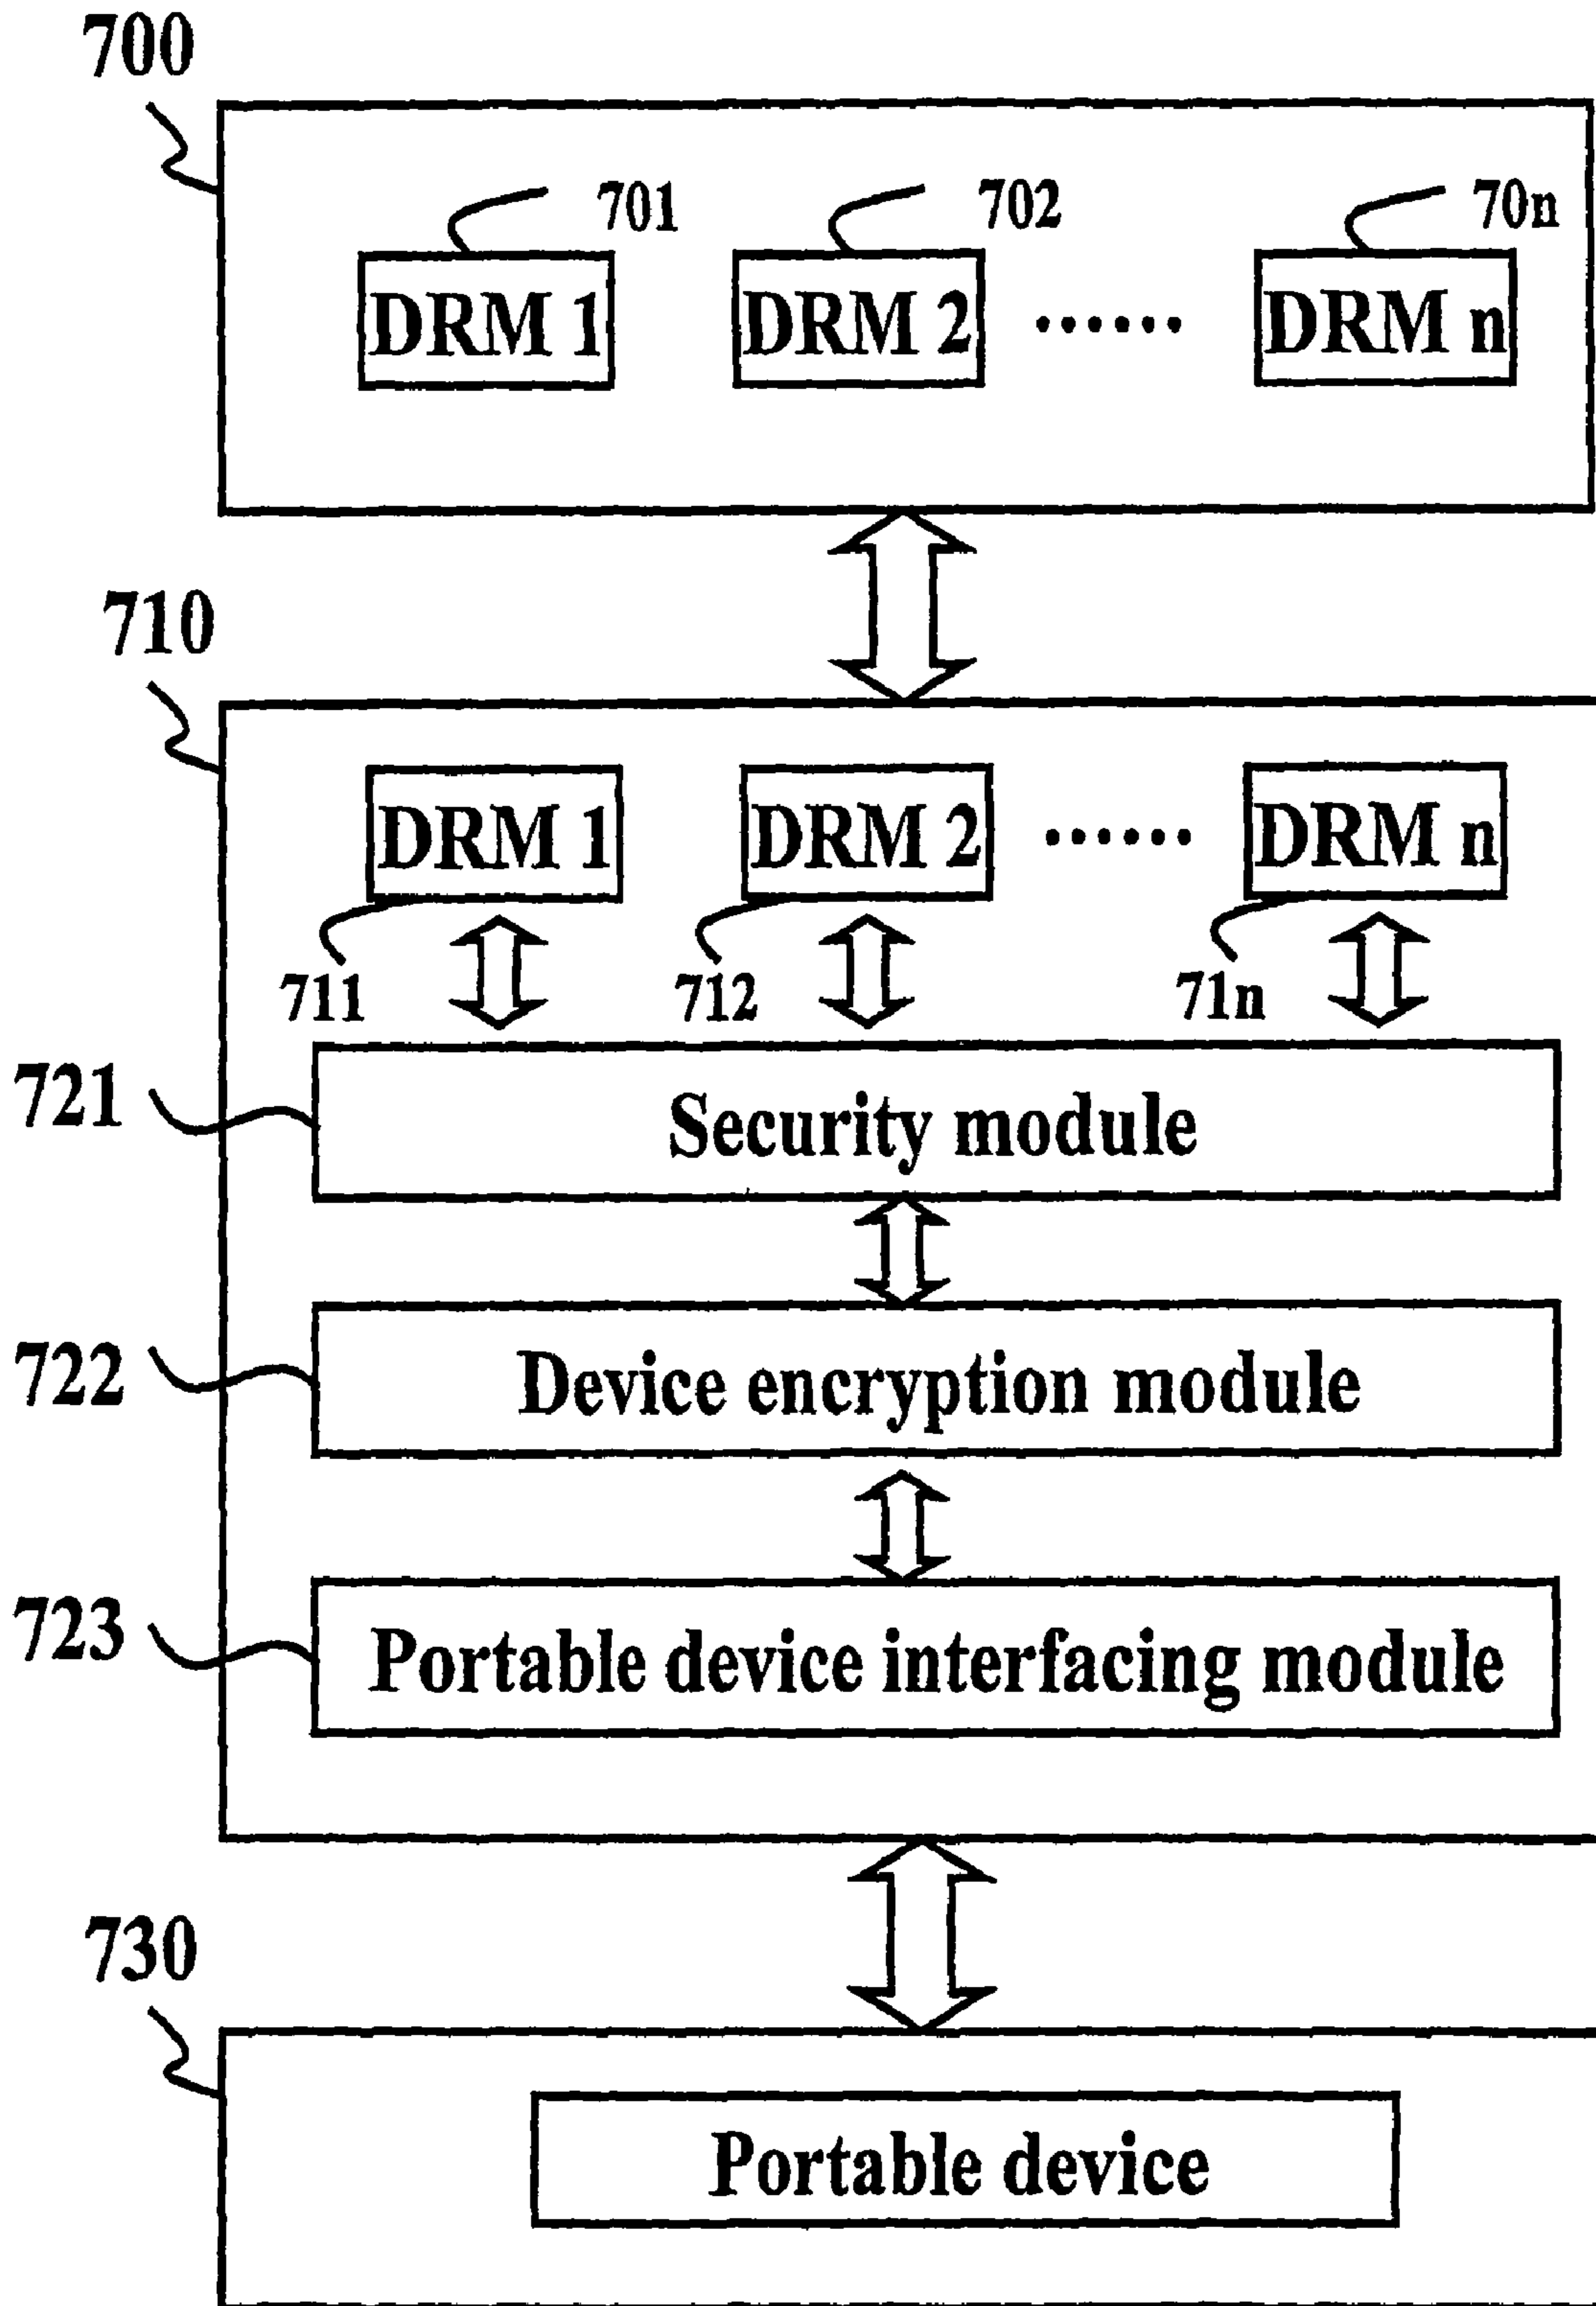 700
701 702 70n
DRM 1 DRM 2 ...... DRM n
710
DRM 1 DRM 2 ...... DRM n
711 712 71n
721
Security module
722
Device encryption module
723
Portable device interfacing module
730
Portable device